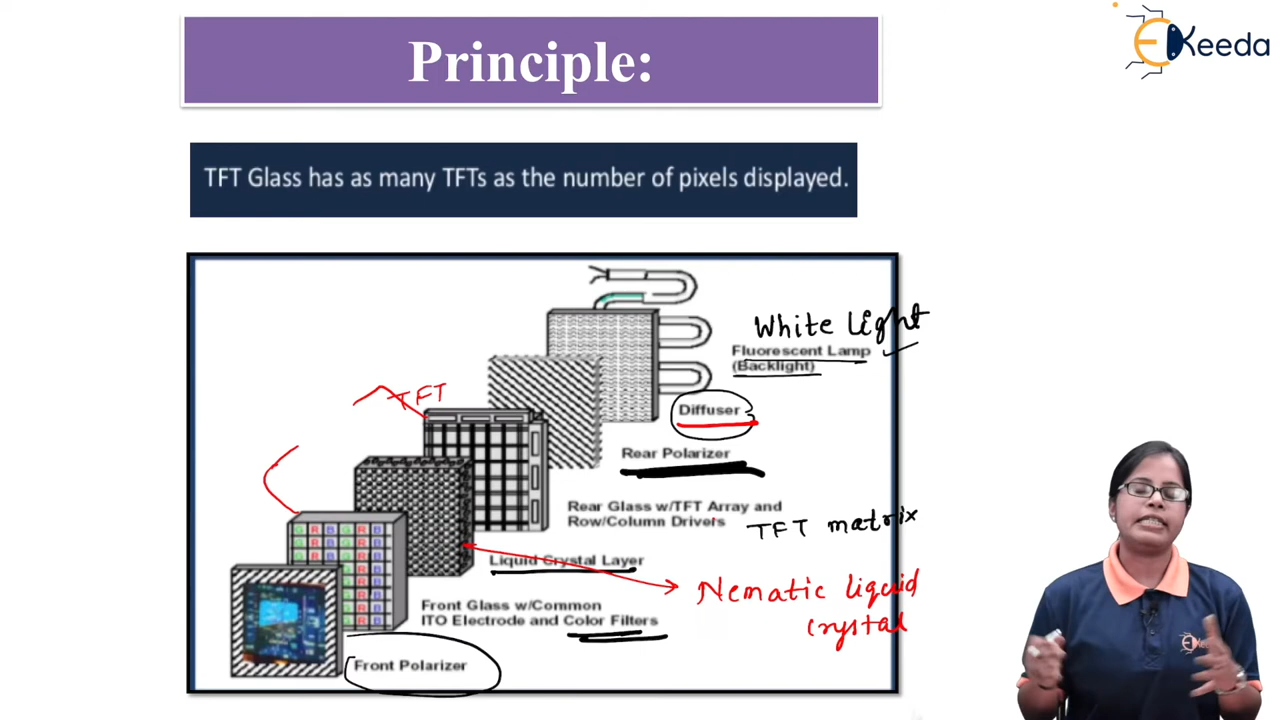 Principle:
EKeeda
TFT Glass has as many TFTs as the number of pixels displayed.
White Light
Fluorescent Lamp
(Backlight)
TFT
Diffuser
Rear Polarizer
Rear Glass w/TFT Array and
Row/Column Drivers
TFT matrix
Liquid Crystal Layer
Nematic liquid
crystal
Front Glass w/Common
ITO Electrode and Color Filters
Front Polarizer
G R B G R B
G R B G R B
G R B G R B